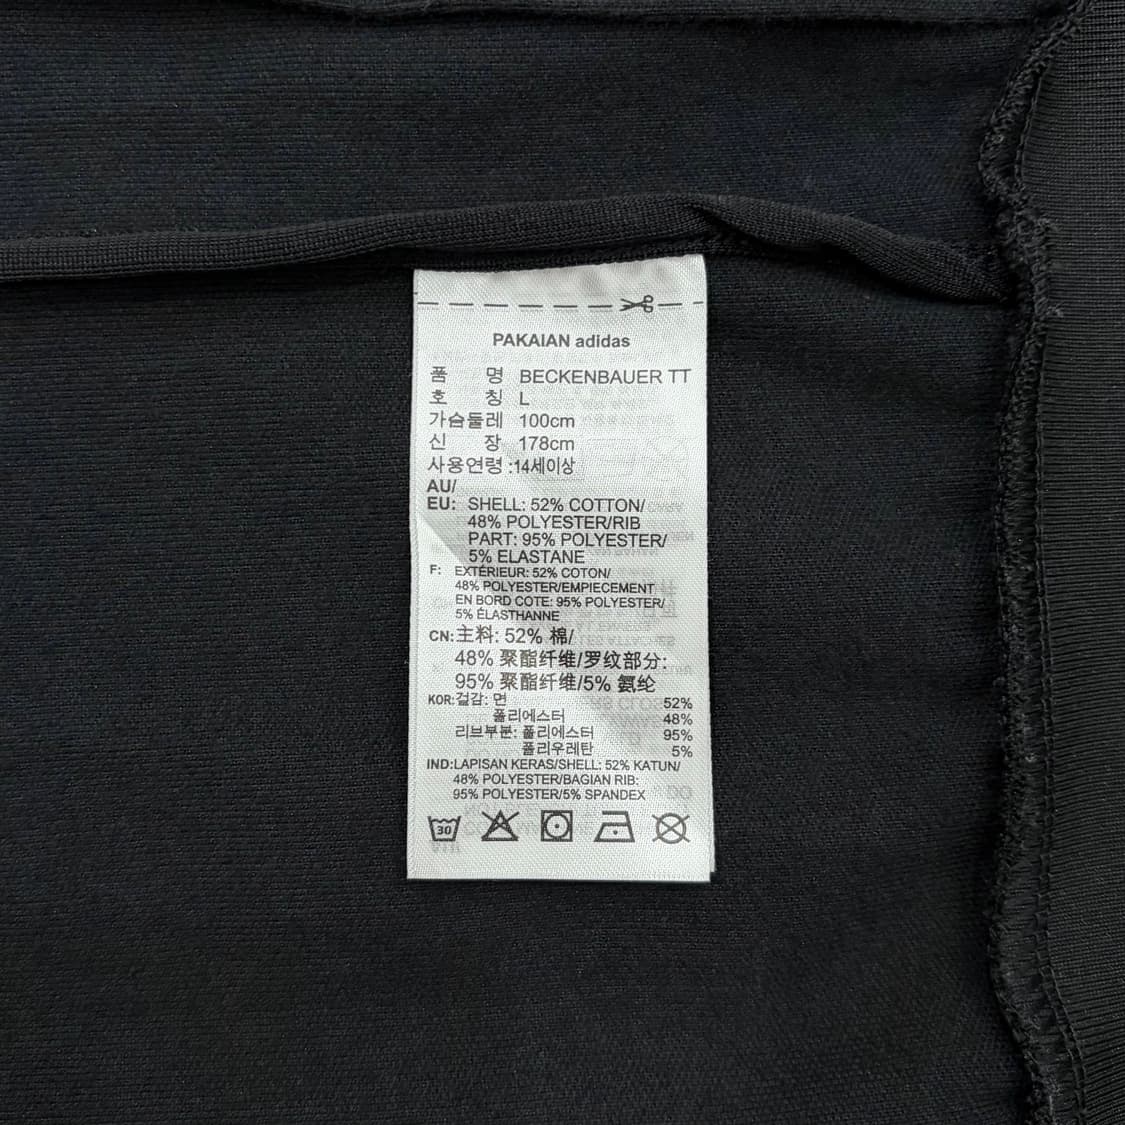 PAKAIAN adidas
품 명 BECKENBAUER TT
호 칭 L
가슴둘레 100cm
신 장 178cm
사용연령 :14세이상
AU/
EU: SHELL: 52% COTTON/
48% POLYESTER/RIB
PART: 95% POLYESTER/
5% ELASTANE
F: EXTÉRIEUR: 52% COTON/
48% POLYESTER/EMPIECEMENT
EN BORD COTE: 95% POLYESTER/
5% ÉLASTHANNE
CN: 主料: 52% 棉/
48% 聚酯纤维/罗纹部分:
95% 聚酯纤维/5% 氨纶
KOR: 겉감: 면 52%
폴리에스터 48%
리브부분: 폴리에스터 95%
폴리우레탄 5%
IND: LAPISAN KERAS/SHELL: 52% KATUN/
48% POLYESTER/BAGIAN RIB:
95% POLYESTER/5% SPANDEX
30